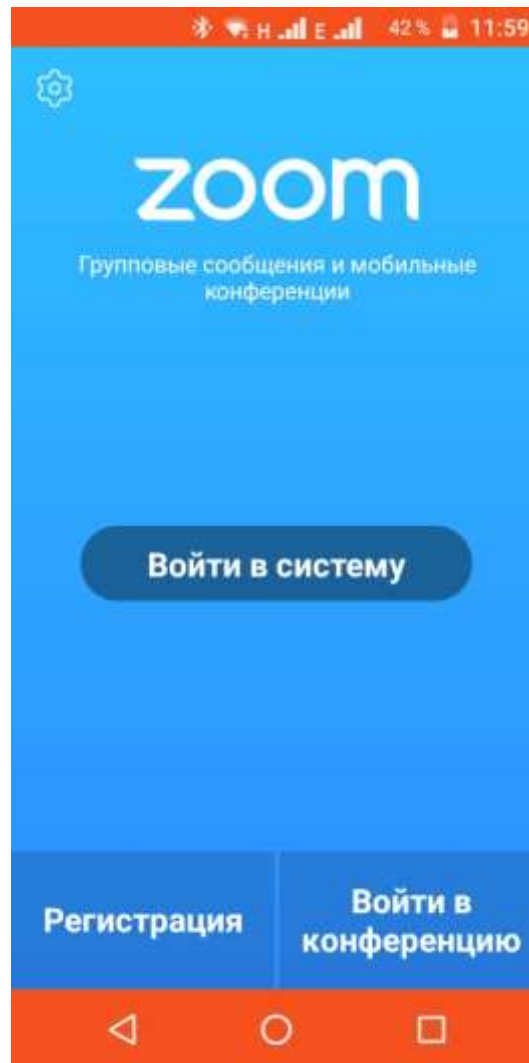 H E 42% 11:59
zoom
Групповые сообщения и мобильные
конференции
Войти в систему
Регистрация
Войти в
конференцию